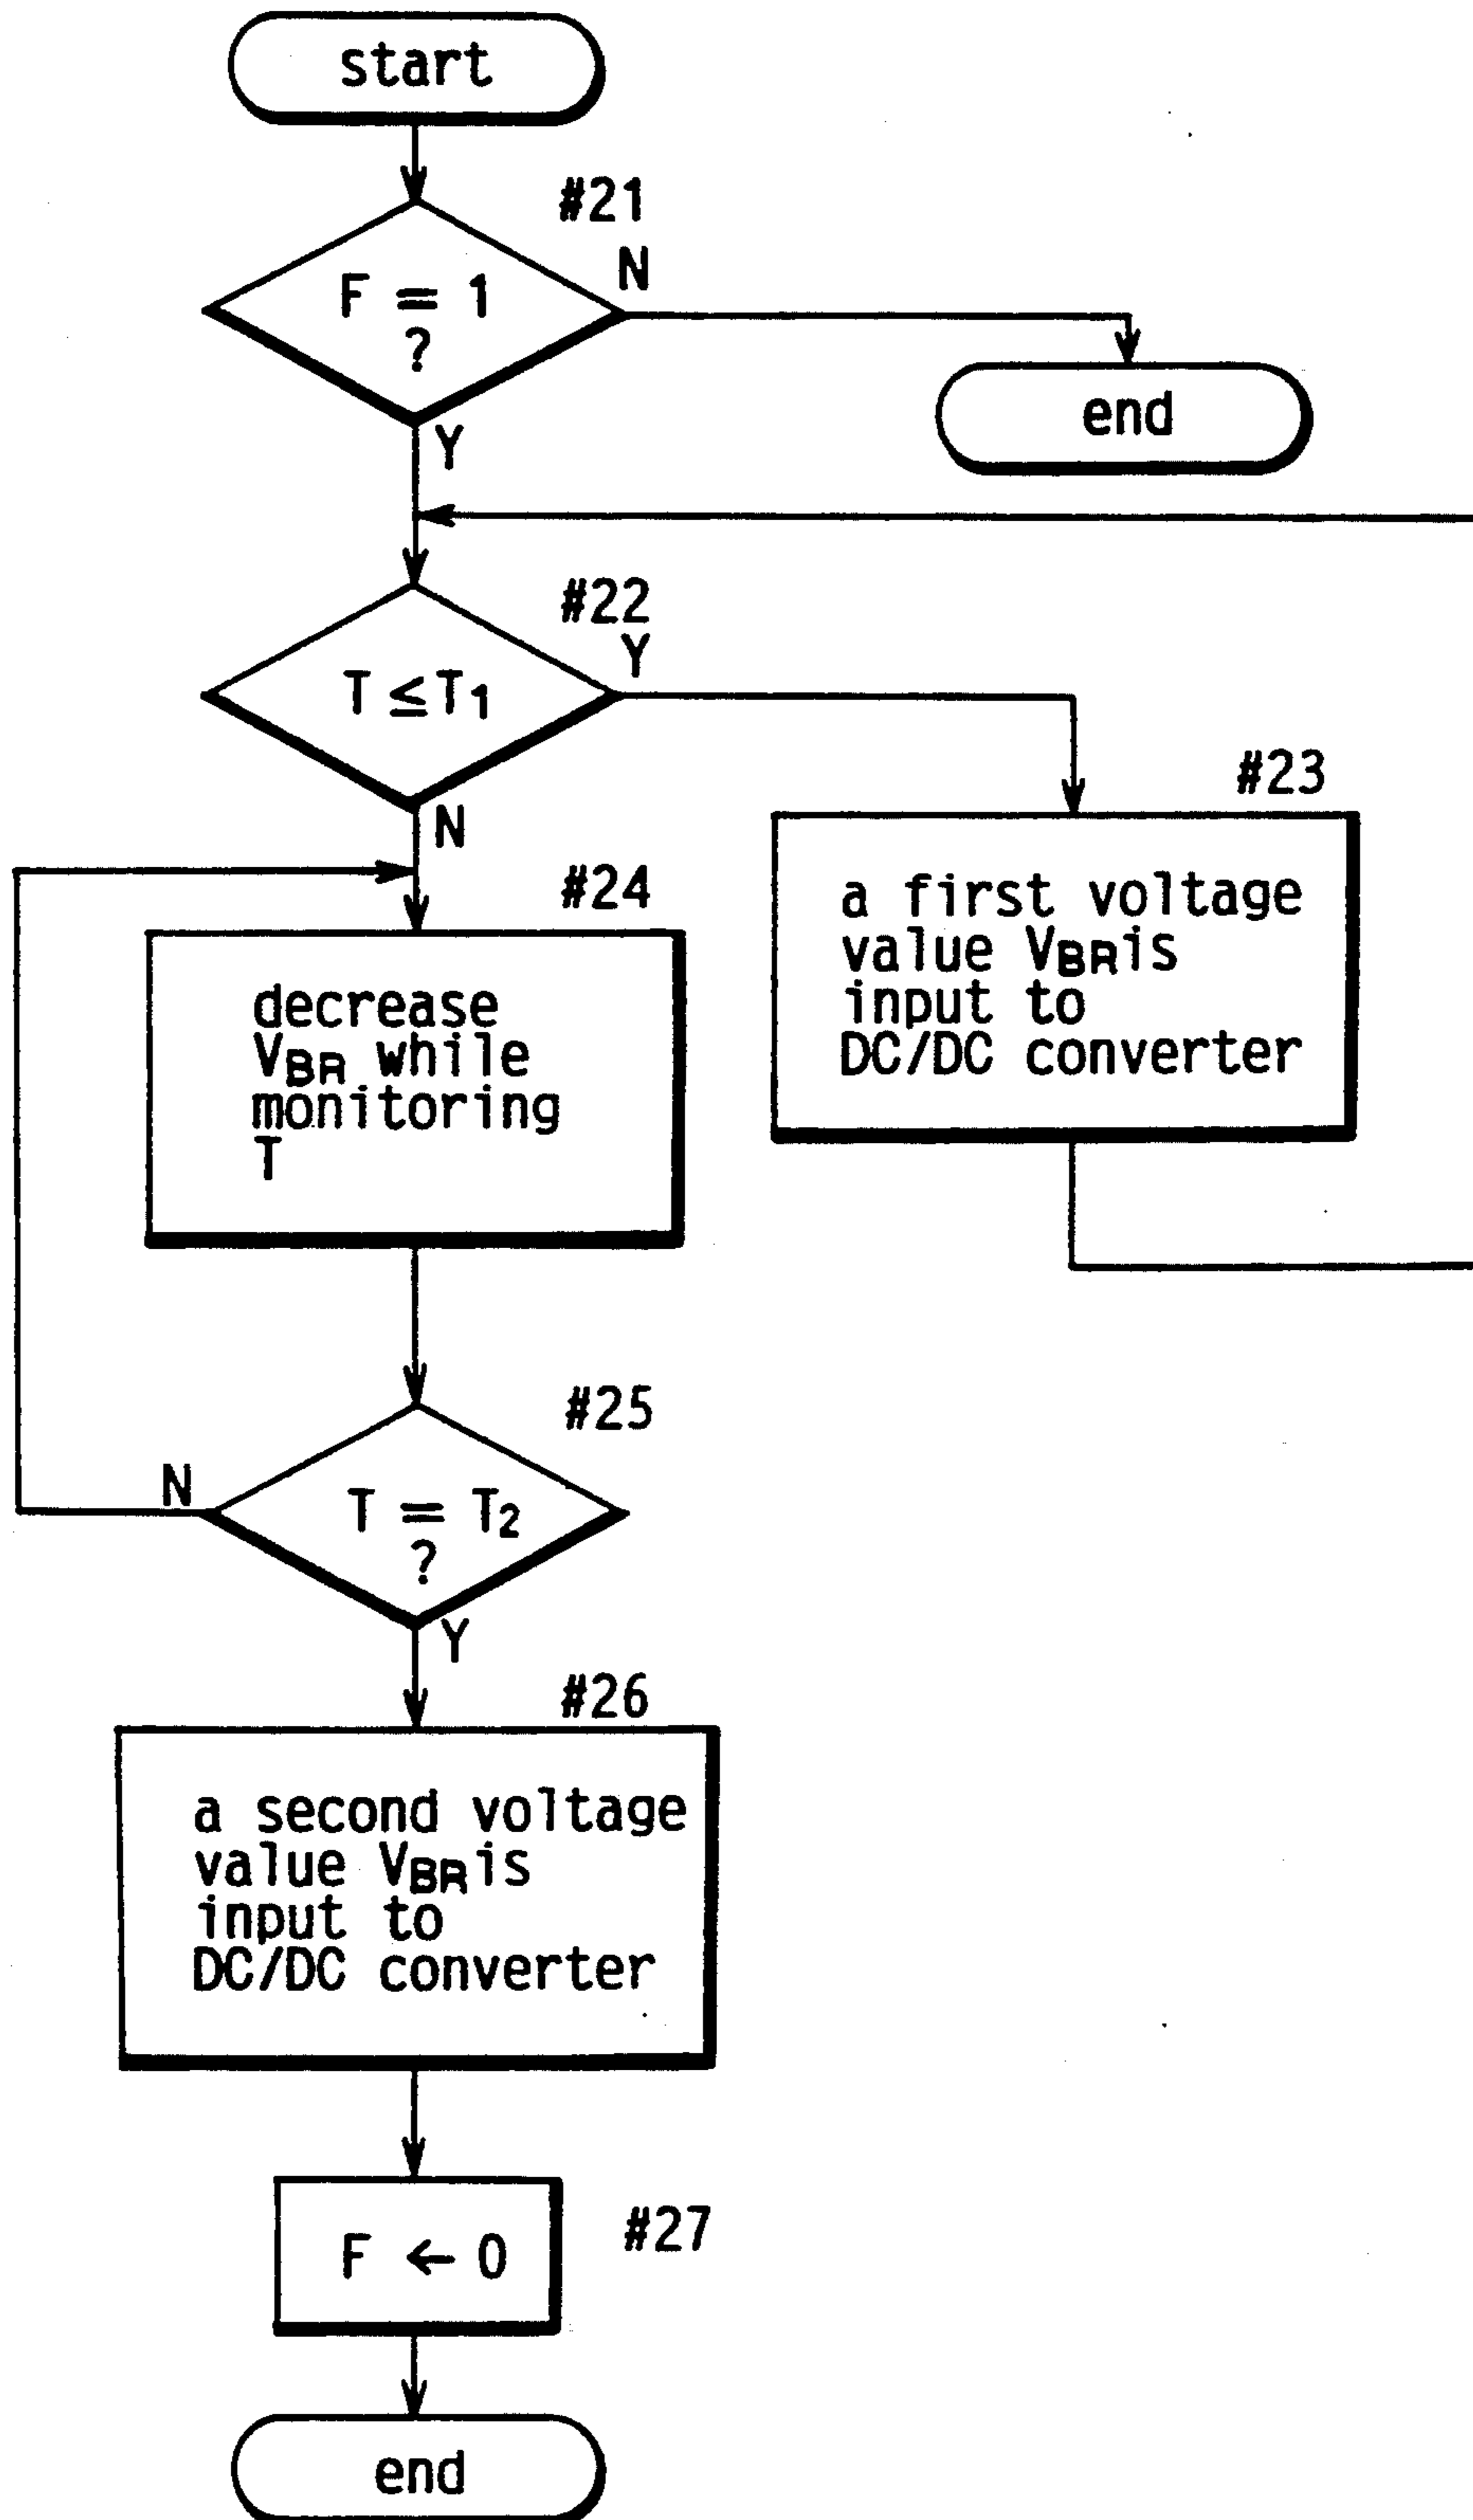 start
#21
N
F = 1
?
Y
end
#22
Y
T ≤ T1
N
#23
a first voltage
value VBR is
input to
DC/DC converter
#24
decrease
VBR while
monitoring
T
#25
N
T = T2
?
Y
#26
a second voltage
value VBR is
input to
DC/DC converter
#27
F ← 0
end